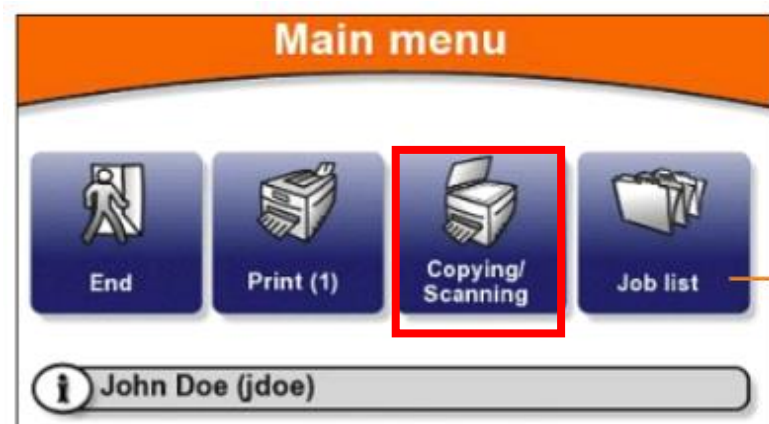 Main menu
End
Print (1)
Copying/
Scanning
Job list
i John Doe (jdoe)